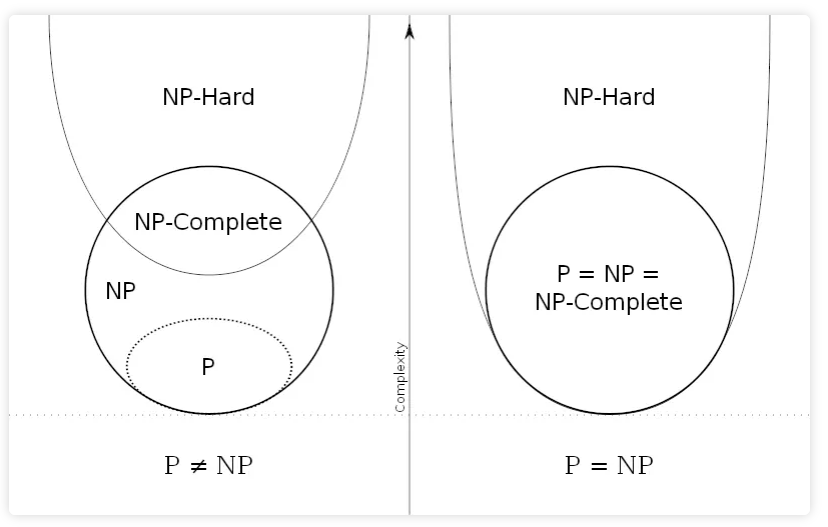 NP-Hard
NP-Complete
NP
P
P ≠ NP
Complexity
NP-Hard
P = NP =
NP-Complete
P = NP